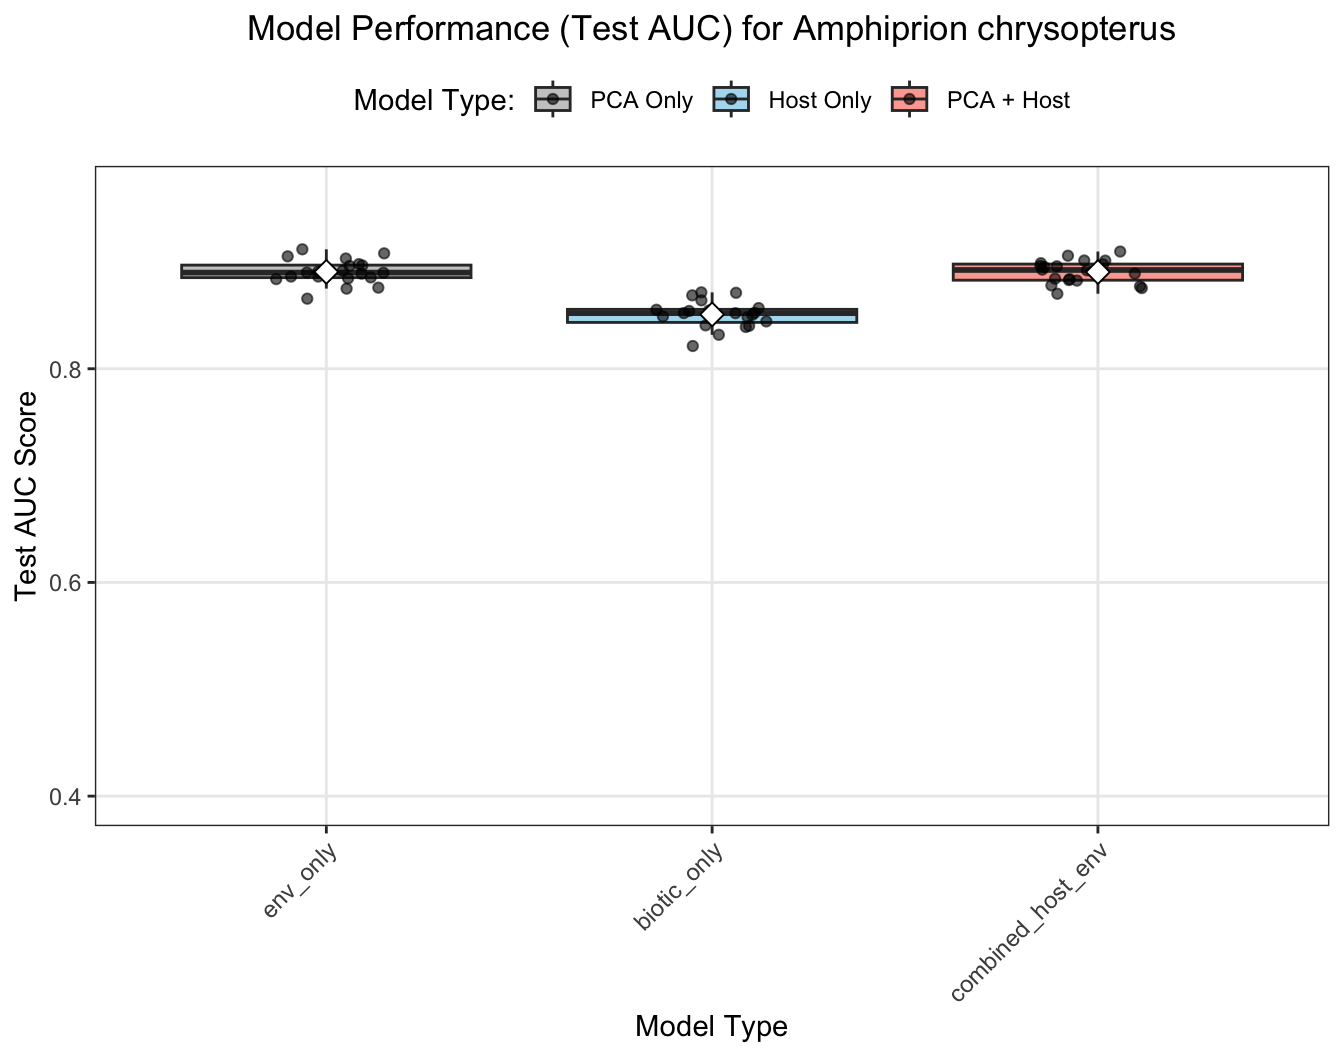 Model Performance (Test AUC) for Amphiprion chrysopterus
Model Type: PCA Only Host Only PCA + Host
Test AUC Score
0.8
0.6
0.4
env_only
biotic_only
combined_host_env
Model Type